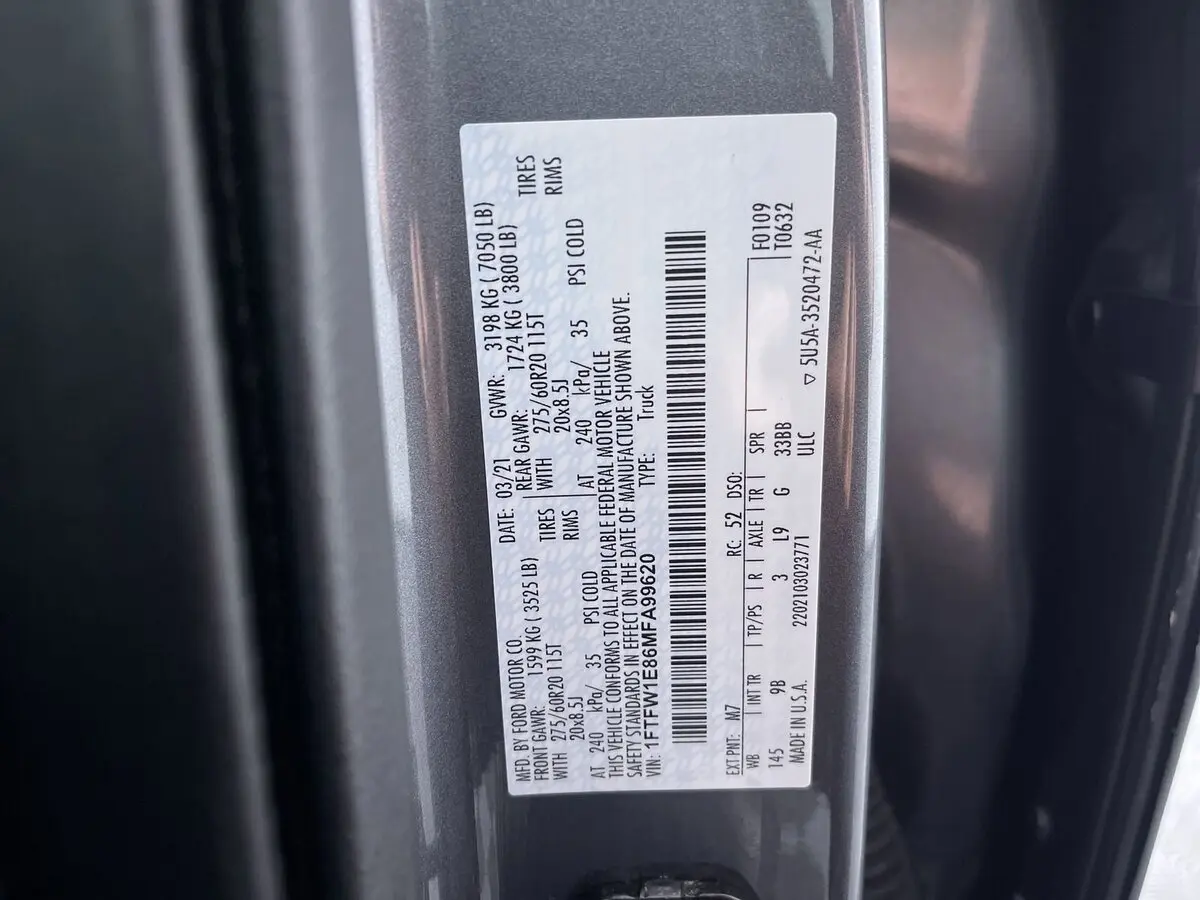 MFD. BY FORD MOTOR CO. DATE: 03/21 GVWR: 3198 KG ( 7050 LB)
FRONT GAWR: 1599 KG ( 3525 LB) REAR GAWR: 1724 KG ( 3800 LB)
WITH 275/60R20 115T TIRES WITH 275/60R20 115T TIRES
20x8.5J RIMS 20x8.5J RIMS
AT 240 kPa/ 35 PSI COLD AT 240 kPa/ 35 PSI COLD
THIS VEHICLE CONFORMS TO ALL APPLICABLE FEDERAL MOTOR VEHICLE
SAFETY STANDARDS IN EFFECT ON THE DATE OF MANUFACTURE SHOWN ABOVE.
VIN: 1FTFW1E86MFA99620 TYPE: Truck
EXT PNT: M7 RC: 52 DSO: F0109
WB INT TR TP/PS R AXLE TR SPR T0632
145 9B 3 L9 G 33BB
MADE IN U.S.A. 2202103023771 ULC ▽ 5U5A-3520472-AA